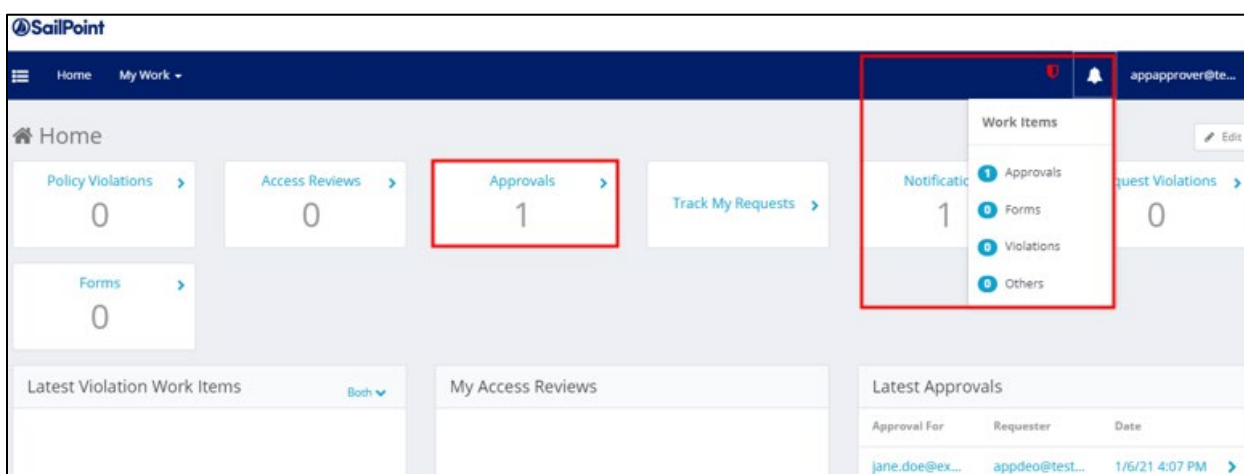 SailPoint
Home My Work
appapprover@te...
Home
Work Items
Edit
Policy Violations
0
Access Reviews
0
Approvals
1
Track My Requests
Notificatio
1
quest Violations
0
1 Approvals
0 Forms
0 Violations
0 Others
Forms
0
Latest Violation Work Items Both
My Access Reviews
Latest Approvals
Approval For Requester Date
jane.doe@ex... appdeo@test... 1/6/21 4:07 PM